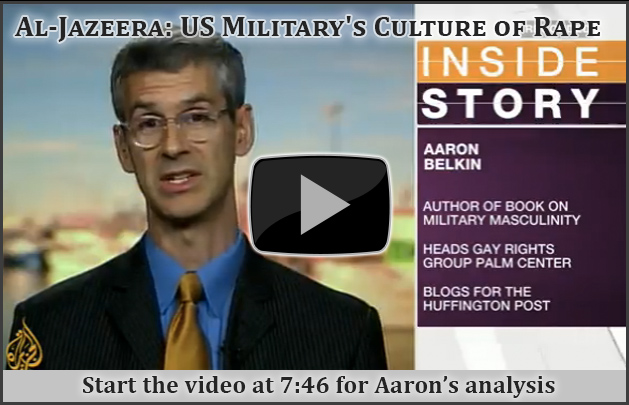 Al-Jazeera: US Military's Culture of Rape
INSIDE
STORY
AARON
BELKIN
AUTHOR OF BOOK ON
MILITARY MASCULINITY
HEADS GAY RIGHTS
GROUP PALM CENTER
BLOGS FOR THE
HUFFINGTON POST
Start the video at 7:46 for Aaron's analysis